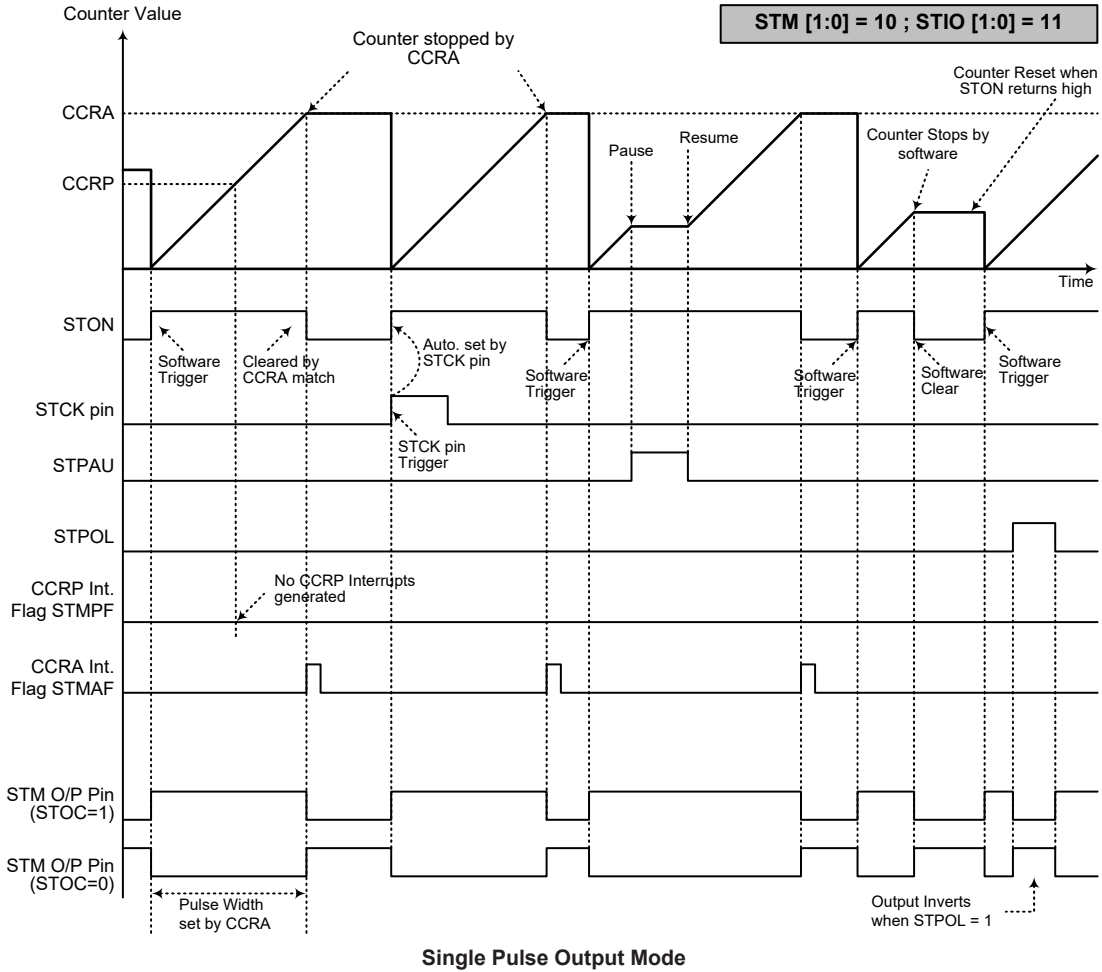 Counter Value
STM [1:0] = 10 ; STIO [1:0] = 11
Counter stopped by
CCRA
Counter Reset when
STON returns high
CCRA
Pause
Resume
Counter Stops by
software
CCRP
Time
STON
Software
Trigger
Cleared by
CCRA match
Auto. set by
STCK pin
Software
Trigger
Software
Trigger
Software
Clear
Software
Trigger
STCK pin
STCK pin
Trigger
STPAU
STPOL
CCRP Int.
Flag STMPF
No CCRP Interrupts
generated
CCRA Int.
Flag STMAF
STM O/P Pin
(STOC=1)
STM O/P Pin
(STOC=0)
Pulse Width
set by CCRA
Output Inverts
when STPOL = 1
Single Pulse Output Mode